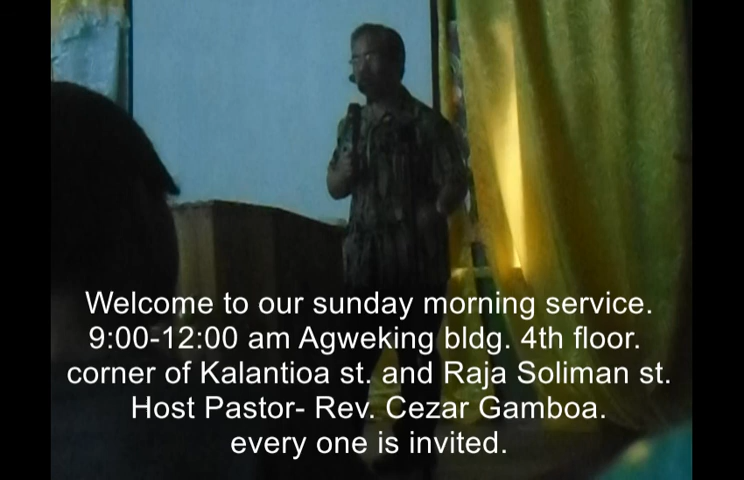 Welcome to our sunday morning service.
9:00-12:00 am Agweking bldg. 4th floor.
corner of Kalantioa st. and Raja Soliman st.
Host Pastor- Rev. Cezar Gamboa.
every one is invited.